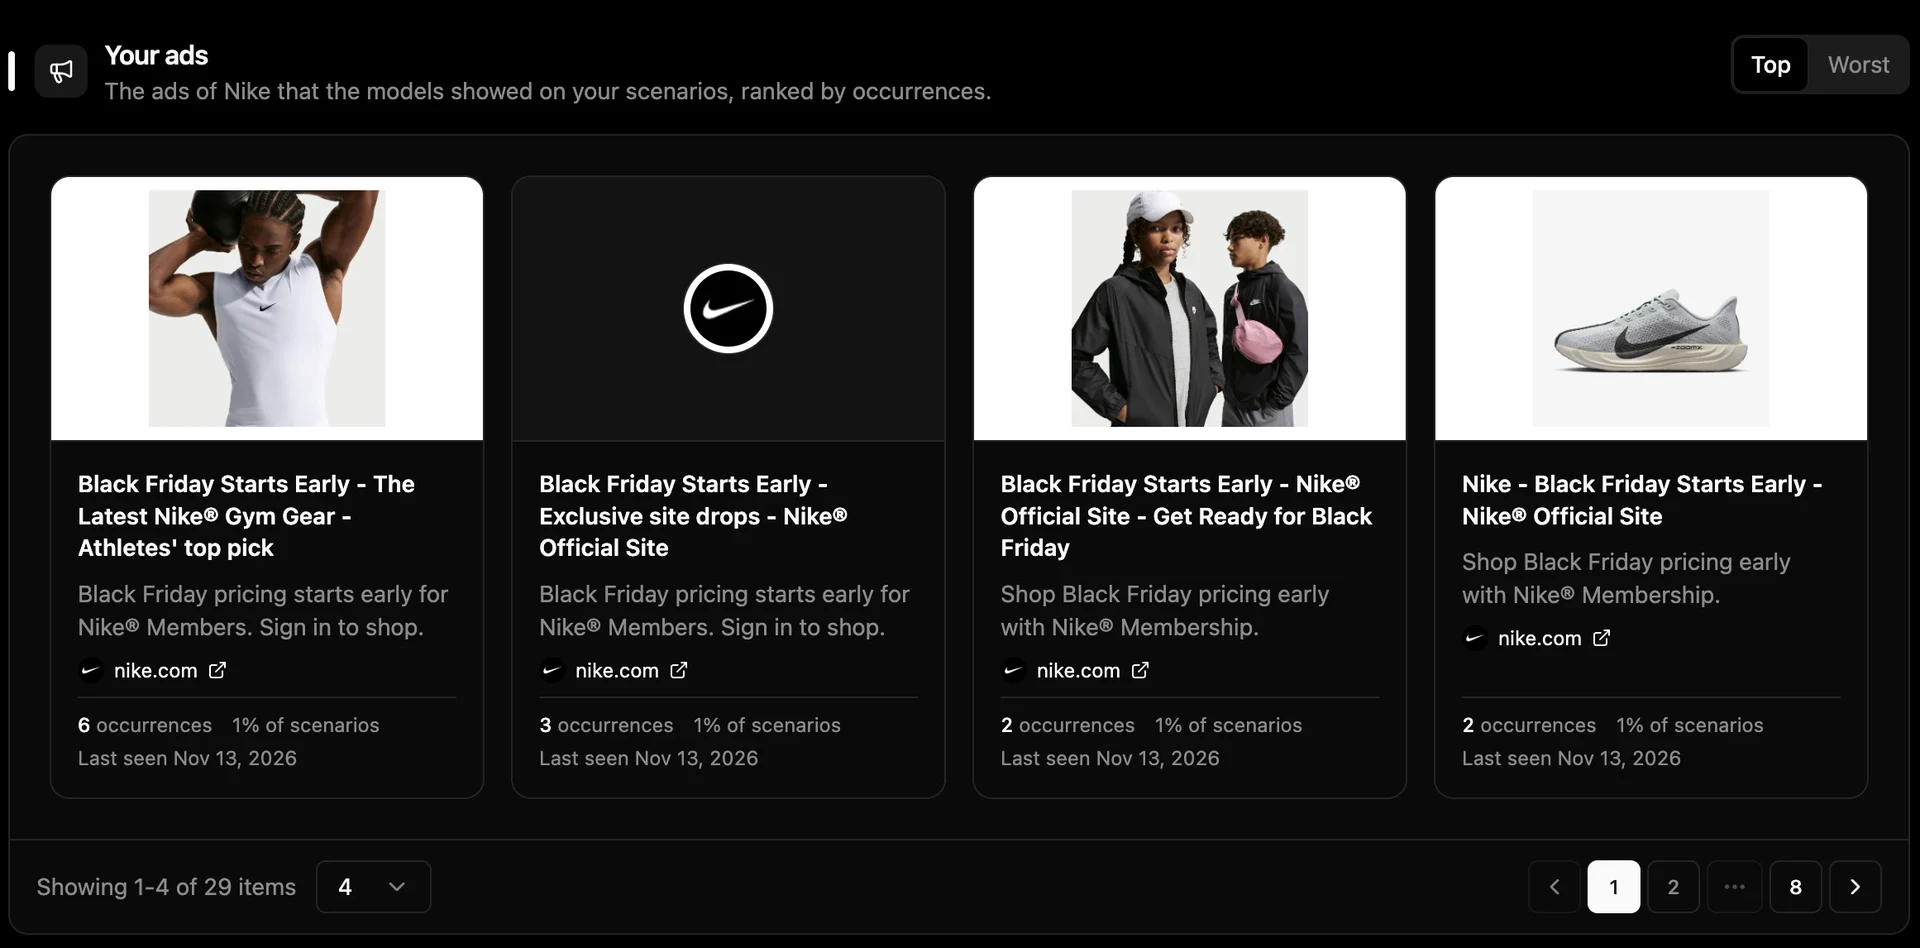 Your ads
The ads of Nike that the models showed on your scenarios, ranked by occurrences.
Top
Worst
Black Friday Starts Early - The
Latest Nike® Gym Gear -
Athletes' top pick
Black Friday pricing starts early for
Nike® Members. Sign in to shop.
nike.com
6 occurrences 1% of scenarios
Last seen Nov 13, 2026
Black Friday Starts Early -
Exclusive site drops - Nike®
Official Site
Black Friday pricing starts early for
Nike® Members. Sign in to shop.
nike.com
3 occurrences 1% of scenarios
Last seen Nov 13, 2026
Black Friday Starts Early - Nike®
Official Site - Get Ready for Black
Friday
Shop Black Friday pricing early
with Nike® Membership.
nike.com
2 occurrences 1% of scenarios
Last seen Nov 13, 2026
ZOOMX
Nike - Black Friday Starts Early -
Nike® Official Site
Shop Black Friday pricing early
with Nike® Membership.
nike.com
2 occurrences 1% of scenarios
Last seen Nov 13, 2026
Showing 1-4 of 29 items
4
1
2
•••
8